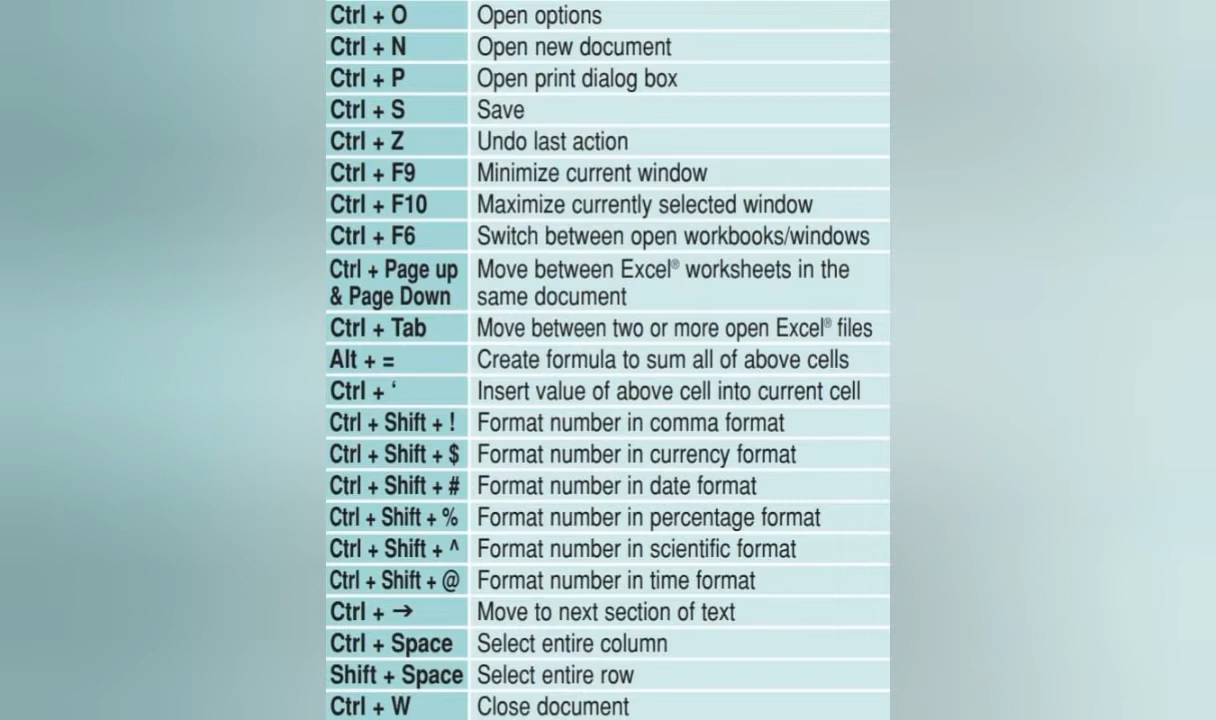 Ctrl + O Open options
Ctrl + N Open new document
Ctrl + P Open print dialog box
Ctrl + S Save
Ctrl + Z Undo last action
Ctrl + F9 Minimize current window
Ctrl + F10 Maximize currently selected window
Ctrl + F6 Switch between open workbooks/windows
Ctrl + Page up Move between Excel® worksheets in the
& Page Down same document
Ctrl + Tab Move between two or more open Excel® files
Alt + = Create formula to sum all of above cells
Ctrl + ‘ Insert value of above cell into current cell
Ctrl + Shift + ! Format number in comma format
Ctrl + Shift + $ Format number in currency format
Ctrl + Shift + # Format number in date format
Ctrl + Shift + % Format number in percentage format
Ctrl + Shift + ^ Format number in scientific format
Ctrl + Shift + @ Format number in time format
Ctrl + ➔ Move to next section of text
Ctrl + Space Select entire column
Shift + Space Select entire row
Ctrl + W Close document